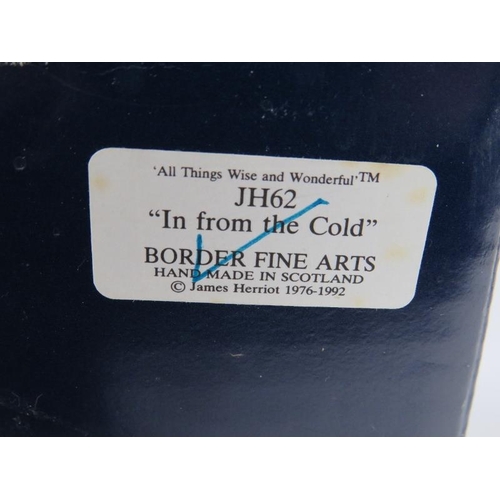 'All Things Wise and Wonderful'™
JH62
“In from the Cold”
BORDER FINE ARTS
HAND MADE IN SCOTLAND
© James Herriot 1976-1992